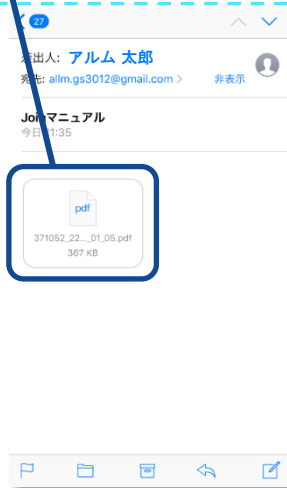 27
差出人: アルム 太郎
宛先: allm.gs3012@gmail.com 非表示
Joinマニュアル
今日 11:35
pdf
371052_22..._01_05.pdf
367 KB